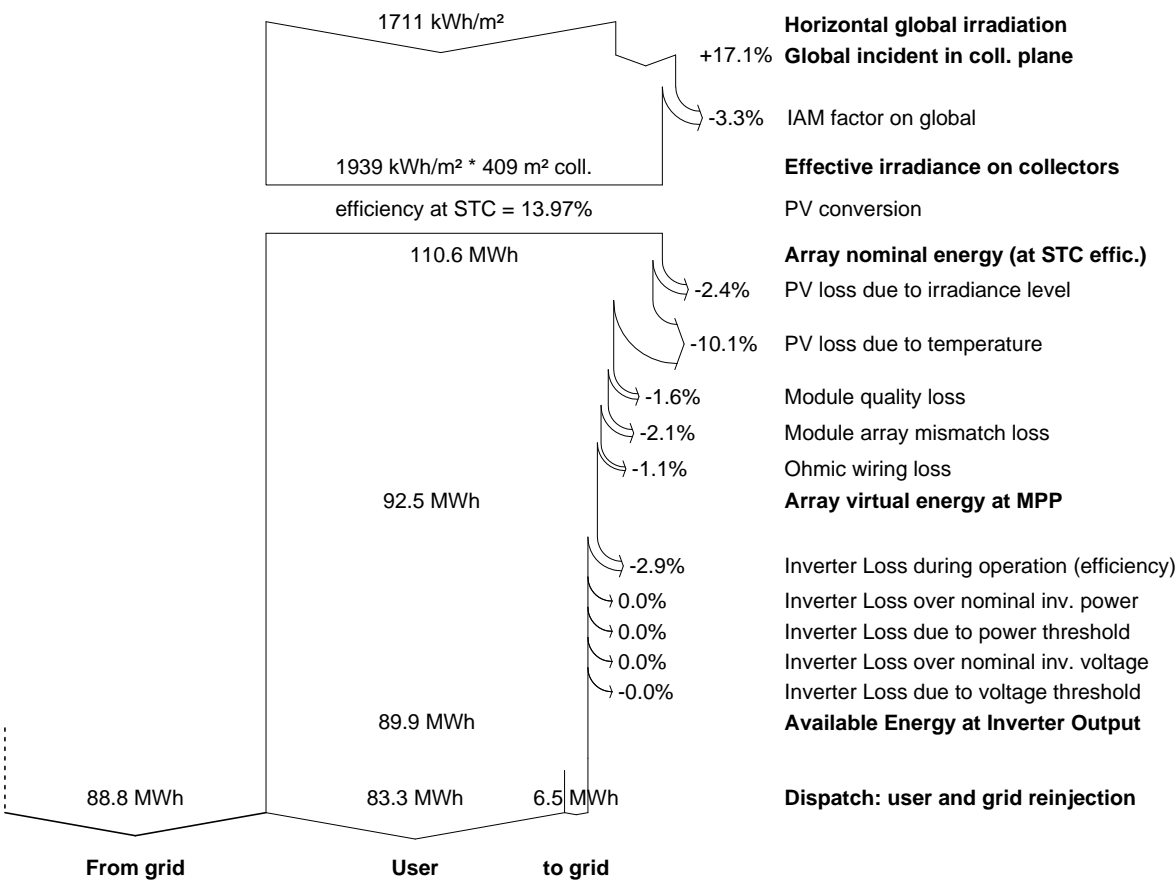 1711 kWh/m² Horizontal global irradiation
+17.1% Global incident in coll. plane
-3.3% IAM factor on global
1939 kWh/m² * 409 m² coll. Effective irradiance on collectors
efficiency at STC = 13.97% PV conversion
110.6 MWh Array nominal energy (at STC effic.)
-2.4% PV loss due to irradiance level
-10.1% PV loss due to temperature
-1.6% Module quality loss
-2.1% Module array mismatch loss
-1.1% Ohmic wiring loss
92.5 MWh Array virtual energy at MPP
-2.9% Inverter Loss during operation (efficiency)
0.0% Inverter Loss over nominal inv. power
0.0% Inverter Loss due to power threshold
0.0% Inverter Loss over nominal inv. voltage
-0.0% Inverter Loss due to voltage threshold
89.9 MWh Available Energy at Inverter Output
88.8 MWh 83.3 MWh 6.5 MWh Dispatch: user and grid reinjection
From grid User to grid